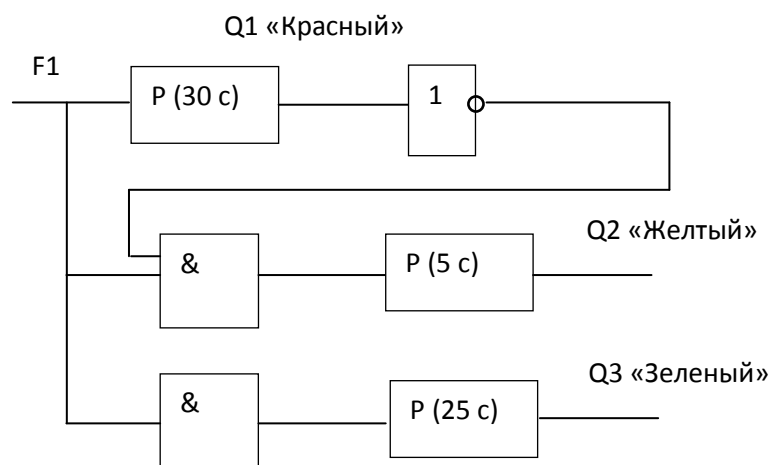 Q1 «Красный»
F1
P (30 с)
1
Q2 «Желтый»
&
P (5 с)
Q3 «Зеленый»
&
P (25 с)